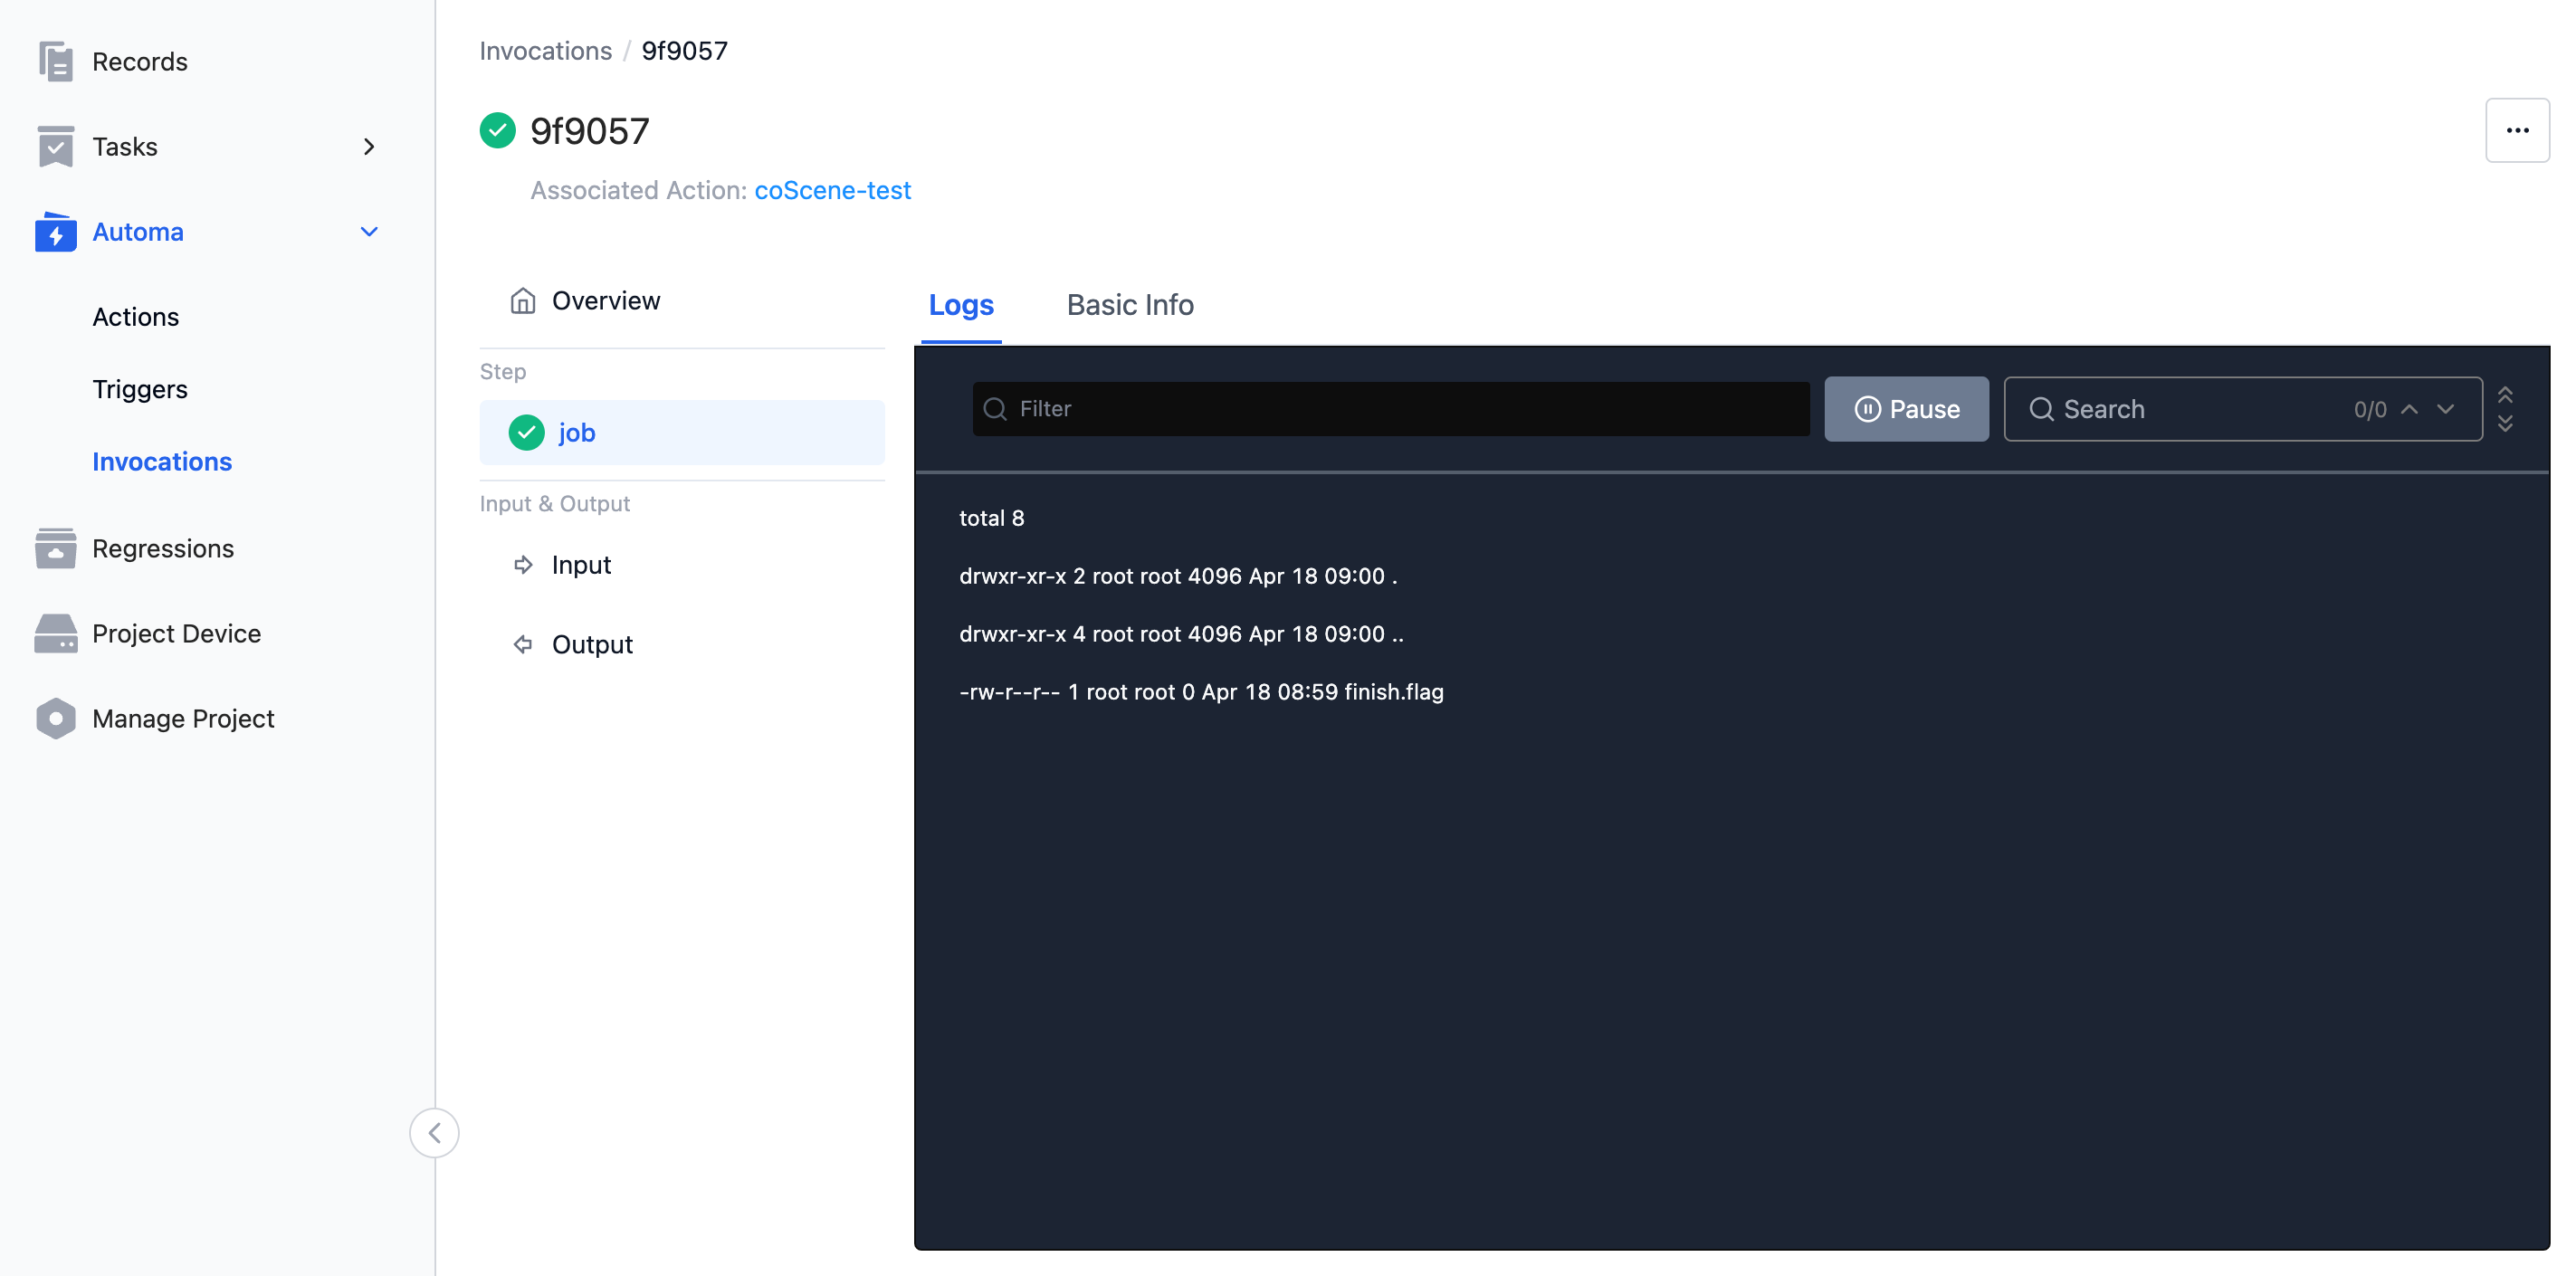 Records
Tasks
Automa
Actions
Triggers
Invocations
Regressions
Project Device
Manage Project
Invocations / 9f9057
9f9057
Associated Action: coScene-test
Overview
Step
job
Input & Output
Input
Output
Logs
Basic Info
Filter
Pause
Search
0/0
total 8
drwxr-xr-x 2 root root 4096 Apr 18 09:00 .
drwxr-xr-x 4 root root 4096 Apr 18 09:00 ..
-rw-r--r-- 1 root root 0 Apr 18 08:59 finish.flag